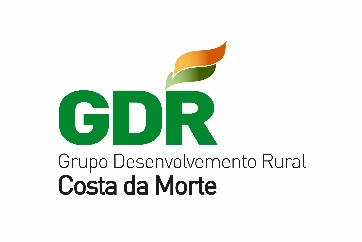 GDR
Grupo Desenvolvemento Rural
Costa da Morte